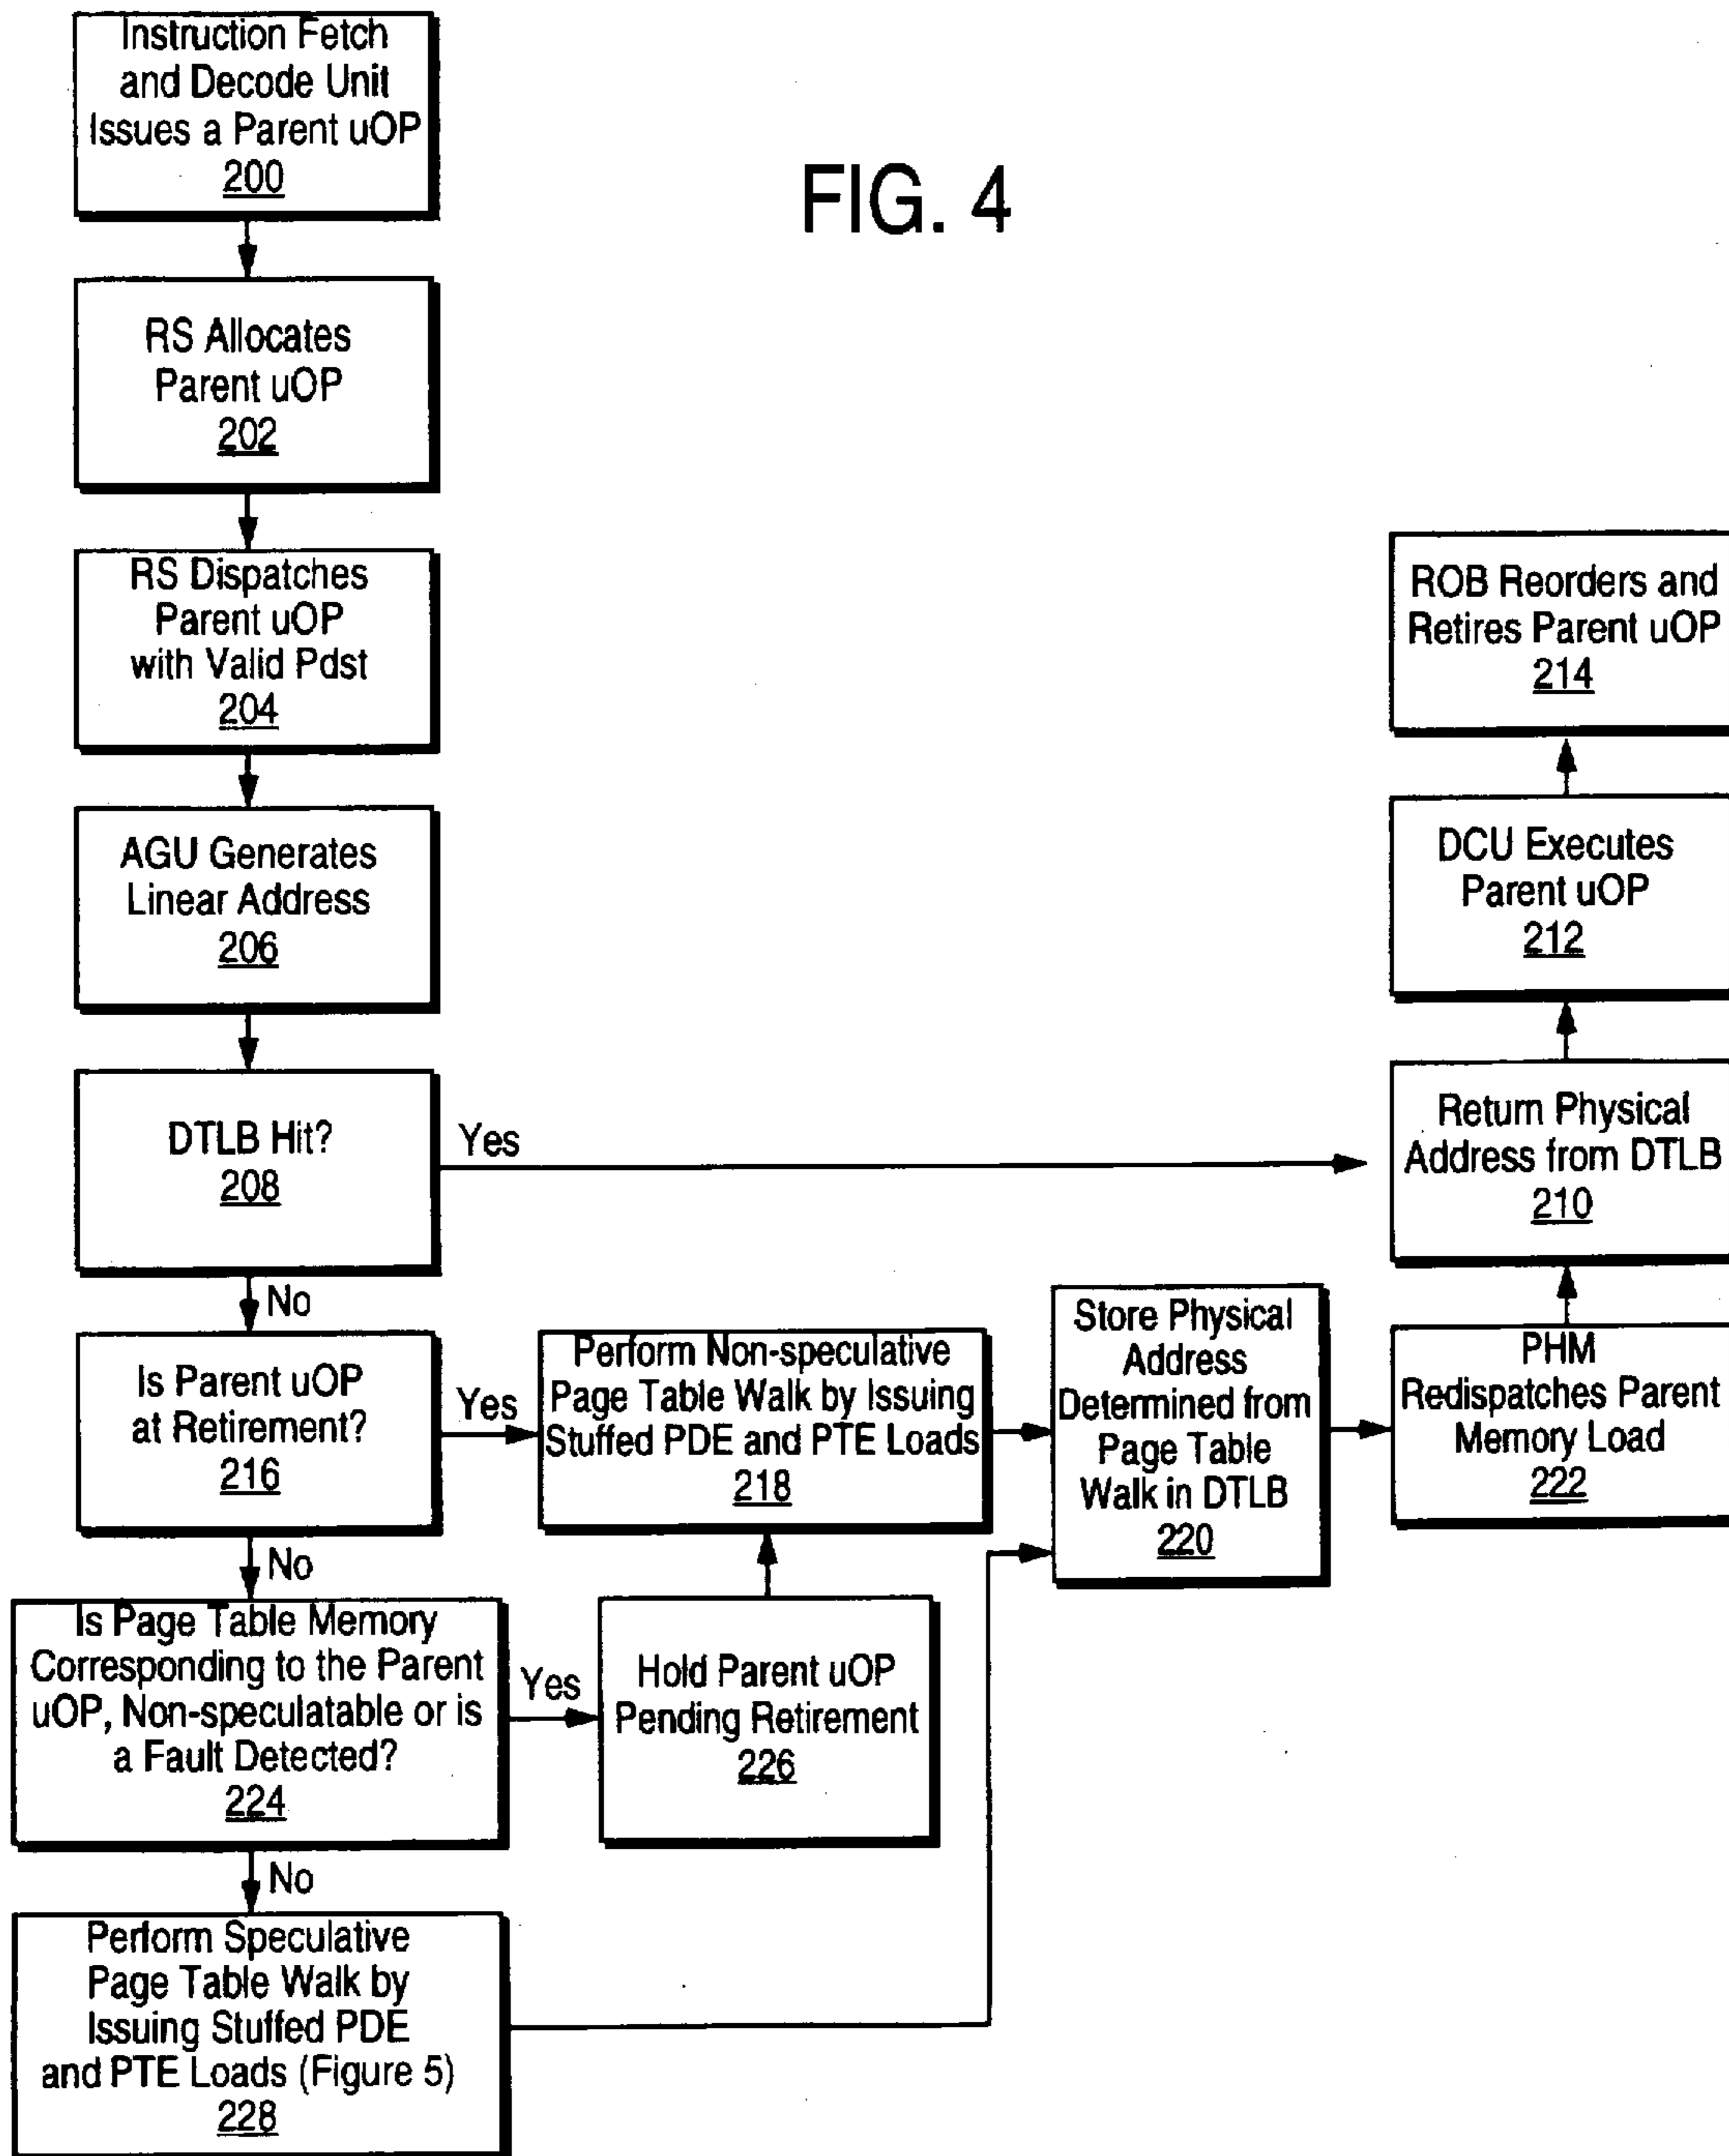 Instruction Fetch
and Decode Unit
Issues a Parent uOP
200
FIG. 4
RS Allocates
Parent uOP
202
RS Dispatches
Parent uOP
with Valid Pdst
204
AGU Generates
Linear Address
206
DTLB Hit?
208
Yes
No
ROB Reorders and
Retires Parent uOP
214
DCU Executes
Parent uOP
212
Return Physical
Address from DTLB
210
Is Parent uOP
at Retirement?
216
Yes
No
Perform Non-speculative
Page Table Walk by Issuing
Stuffed PDE and PTE Loads
218
Store Physical
Address
Determined from
Page Table
Walk in DTLB
220
PHM
Redispatches Parent
Memory Load
222
Is Page Table Memory
Corresponding to the Parent
uOP, Non-speculatable or is
a Fault Detected?
224
Yes
No
Hold Parent uOP
Pending Retirement
226
Perform Speculative
Page Table Walk by
Issuing Stuffed PDE
and PTE Loads (Figure 5)
228